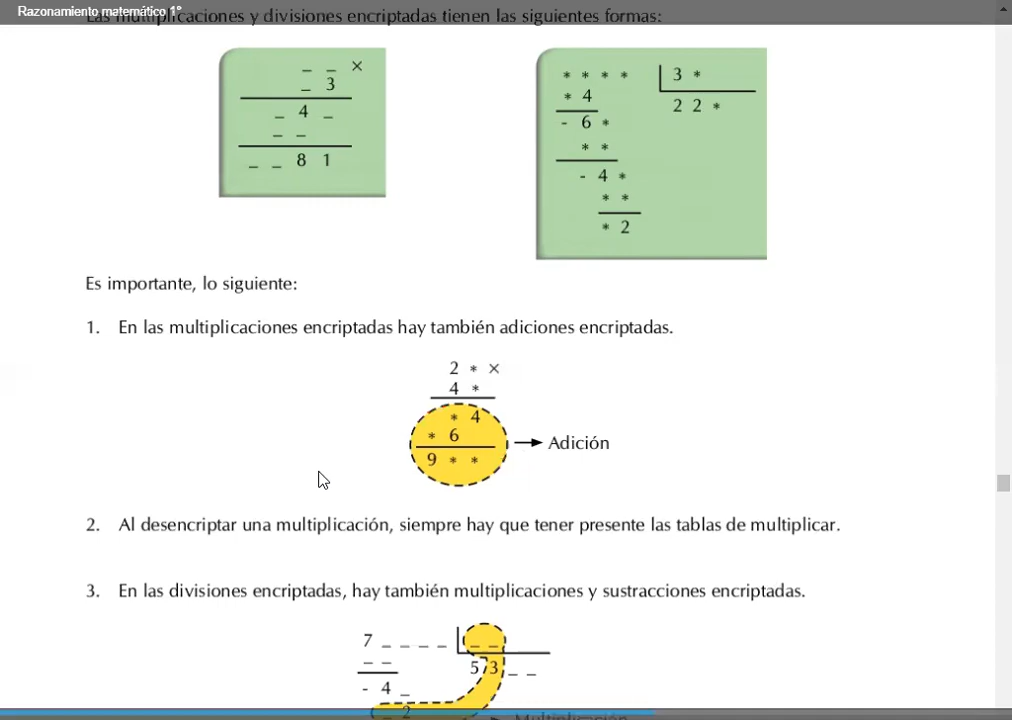 Razonamiento matemático 1°
Las multiplicaciones y divisiones encriptadas tienen las siguientes formas:
_ _ ×
_ 3
_ 4 _
_ _
_ _ 8 1
* * * * 3 *
* 4 2 2 *
- 6 *
* *
- 4 *
* *
* 2
Es importante, lo siguiente:
1. En las multiplicaciones encriptadas hay también adiciones encriptadas.
2 * ×
4 *
* 4
* 6
9 * *
Adición
2. Al desencriptar una multiplicación, siempre hay que tener presente las tablas de multiplicar.
3. En las divisiones encriptadas, hay también multiplicaciones y sustracciones encriptadas.
7 _ _ _ _ _ _
_ _ 5 3 _ _
- 4 _
2
Multiplicación